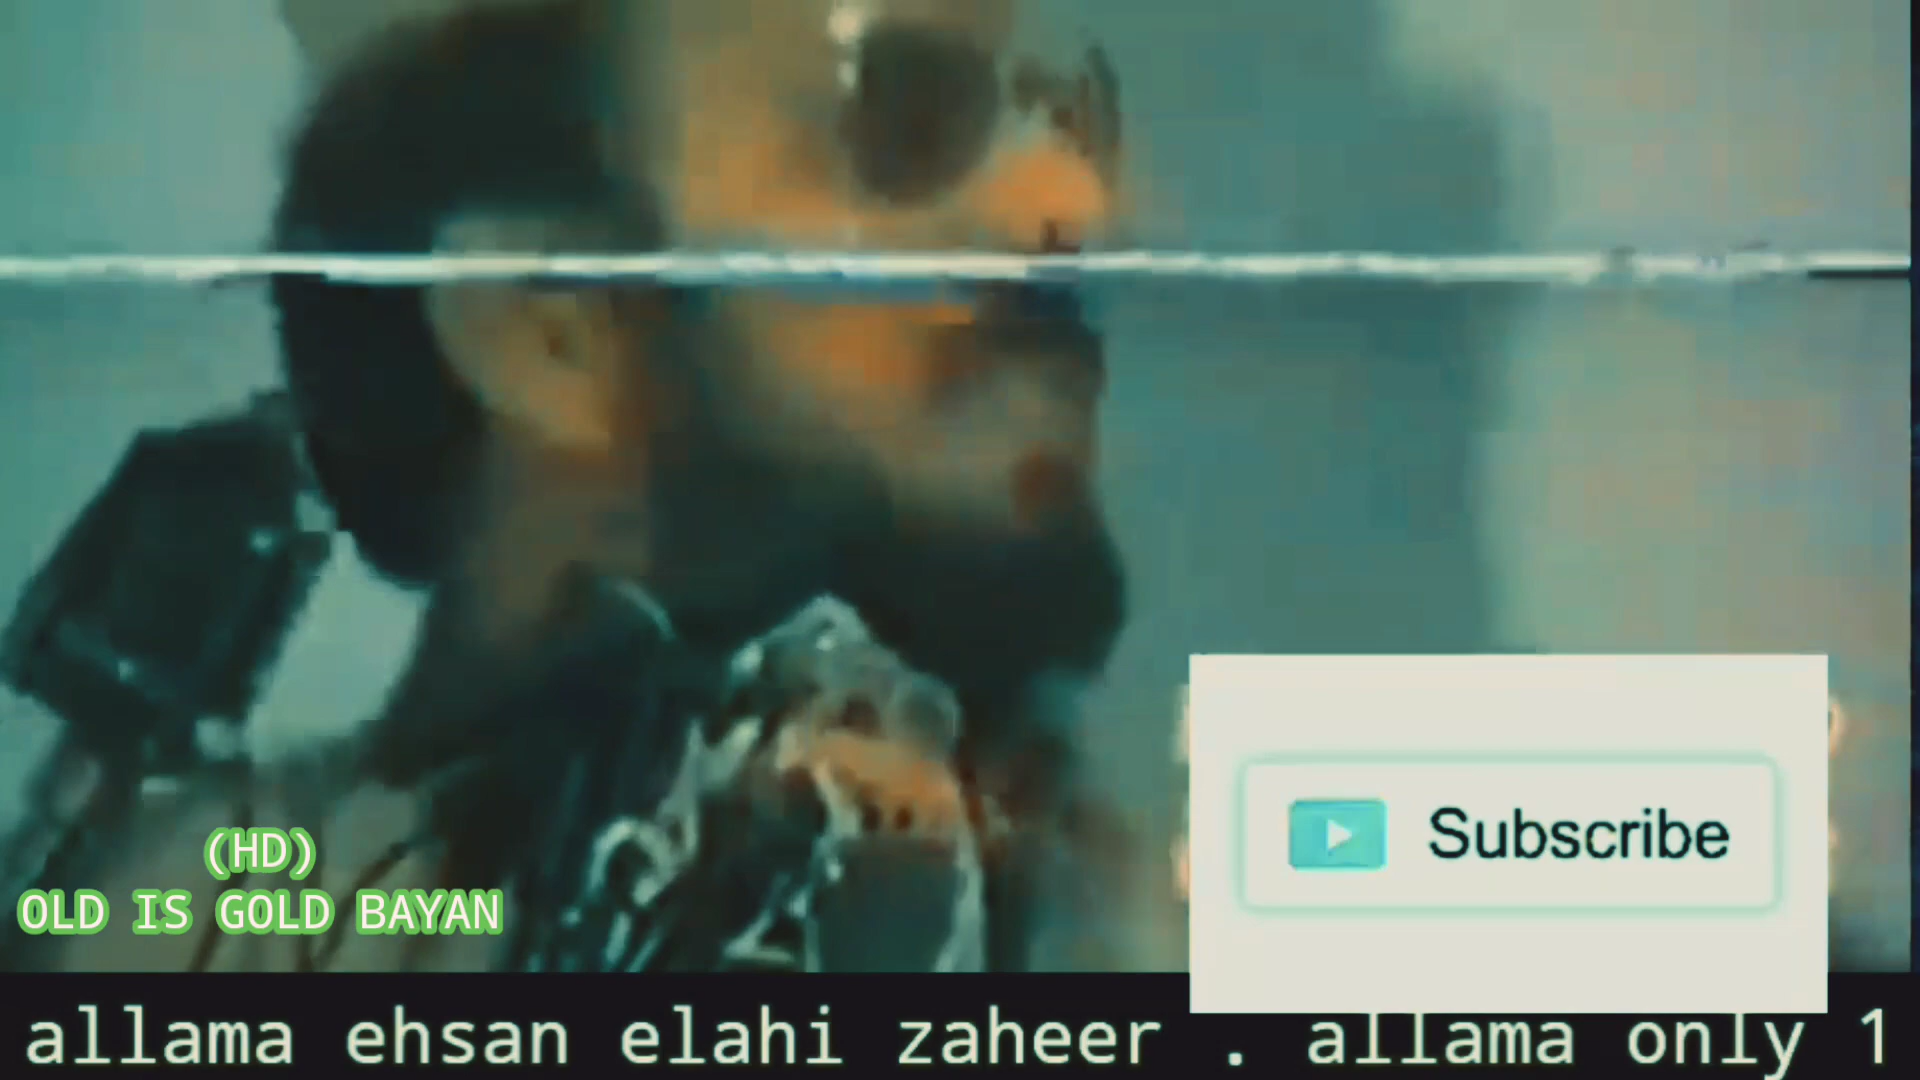 (HD)
OLD IS GOLD BAYAN
Subscribe
allama ehsan elahi zaheer . allama only 1